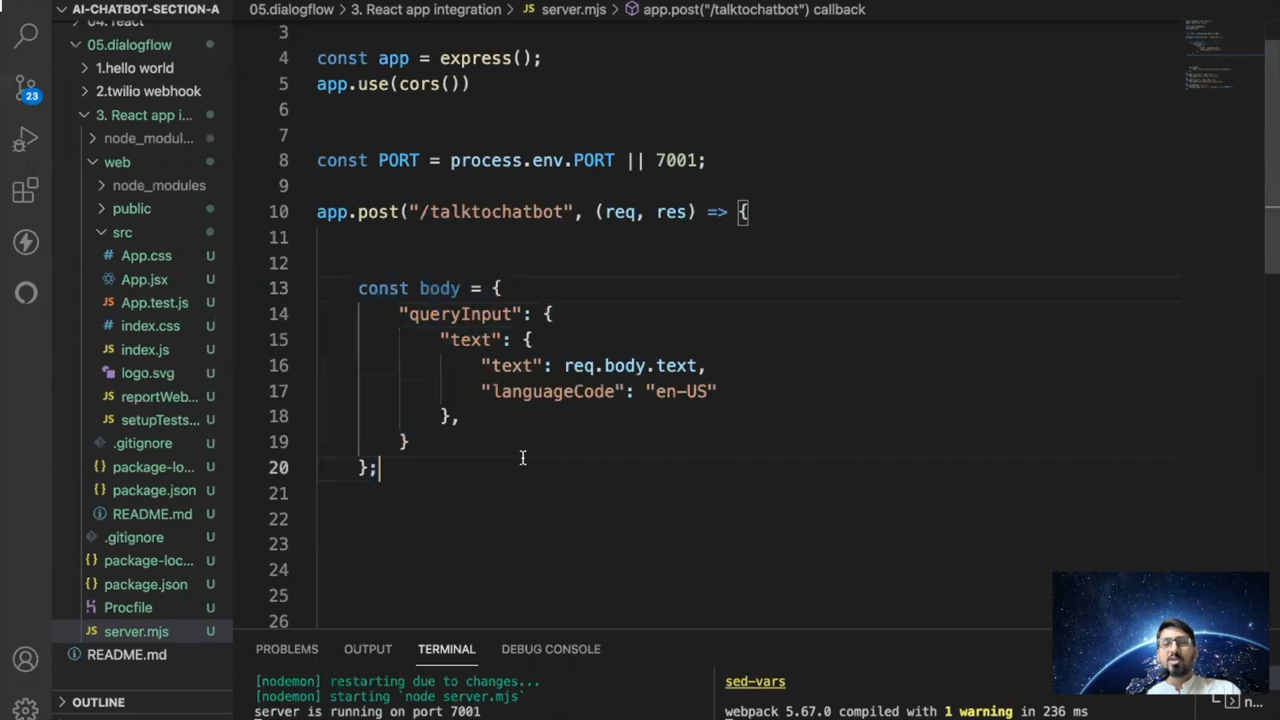 AI-CHATBOT-SECTION-A
05.dialogflow > 3. React app integration > JS server.mjs > app.post("/talktochatbot") callback
04. react
05.dialogflow
1.hello world
2.twilio webhook
3. React app i...
node_modul...
web
node_modules
public
src
# App.css U
App.jsx U
App.test.js U
# index.css U
JS index.js U
logo.svg U
JS reportWeb... U
JS setupTests... U
.gitignore U
{} package-lo... U
{} package.json U
README.md U
.gitignore U
{} package-loc... U
{} package.json U
Procfile U
JS server.mjs U
README.md
OUTLINE
23
3
4 const app = express();
5 app.use(cors())
6
7
8 const PORT = process.env.PORT || 7001;
9
10 app.post("/talktochatbot", (req, res) => {
11
12
13 const body = {
14 "queryInput": {
15 "text": {
16 "text": req.body.text,
17 "languageCode": "en-US"
18 },
19 }
20 };
21
22
23
24
25
26
PROBLEMS OUTPUT TERMINAL DEBUG CONSOLE
[nodemon] restarting due to changes...
[nodemon] starting `node server.mjs`
server is running on port 7001
sed-vars
webpack 5.67.0 compiled with 1 warning in 236 ms
n...